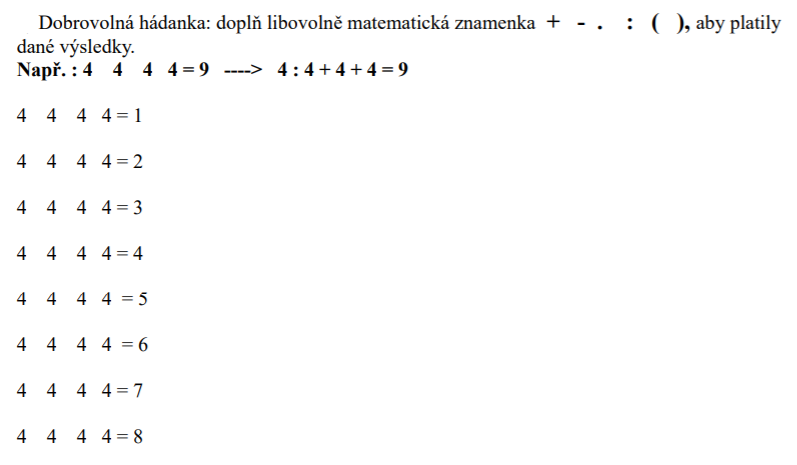 Dobrovolná hádanka: doplň libovolně matematická znamenka + - . : ( ), aby platily
dané výsledky.
Např. : 4 4 4 4 = 9 ----> 4 : 4 + 4 + 4 = 9
4 4 4 4 = 1
4 4 4 4 = 2
4 4 4 4 = 3
4 4 4 4 = 4
4 4 4 4 = 5
4 4 4 4 = 6
4 4 4 4 = 7
4 4 4 4 = 8